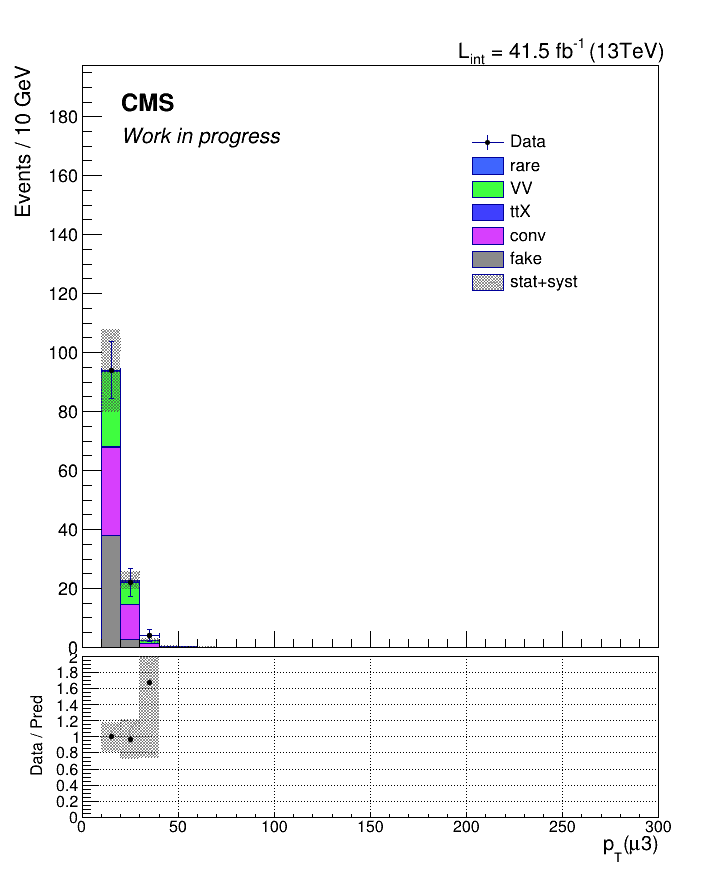 L_int = 41.5 fb^-1 (13TeV)
Events / 10 GeV
CMS
Work in progress
180
160
140
120
100
80
60
40
20
0
Data
rare
VV
ttX
conv
fake
stat+syst
Data / Pred
2
1.8
1.6
1.4
1.2
1
0.8
0.6
0.4
0.2
0
0 50 100 150 200 250 300
p_T(μ3)